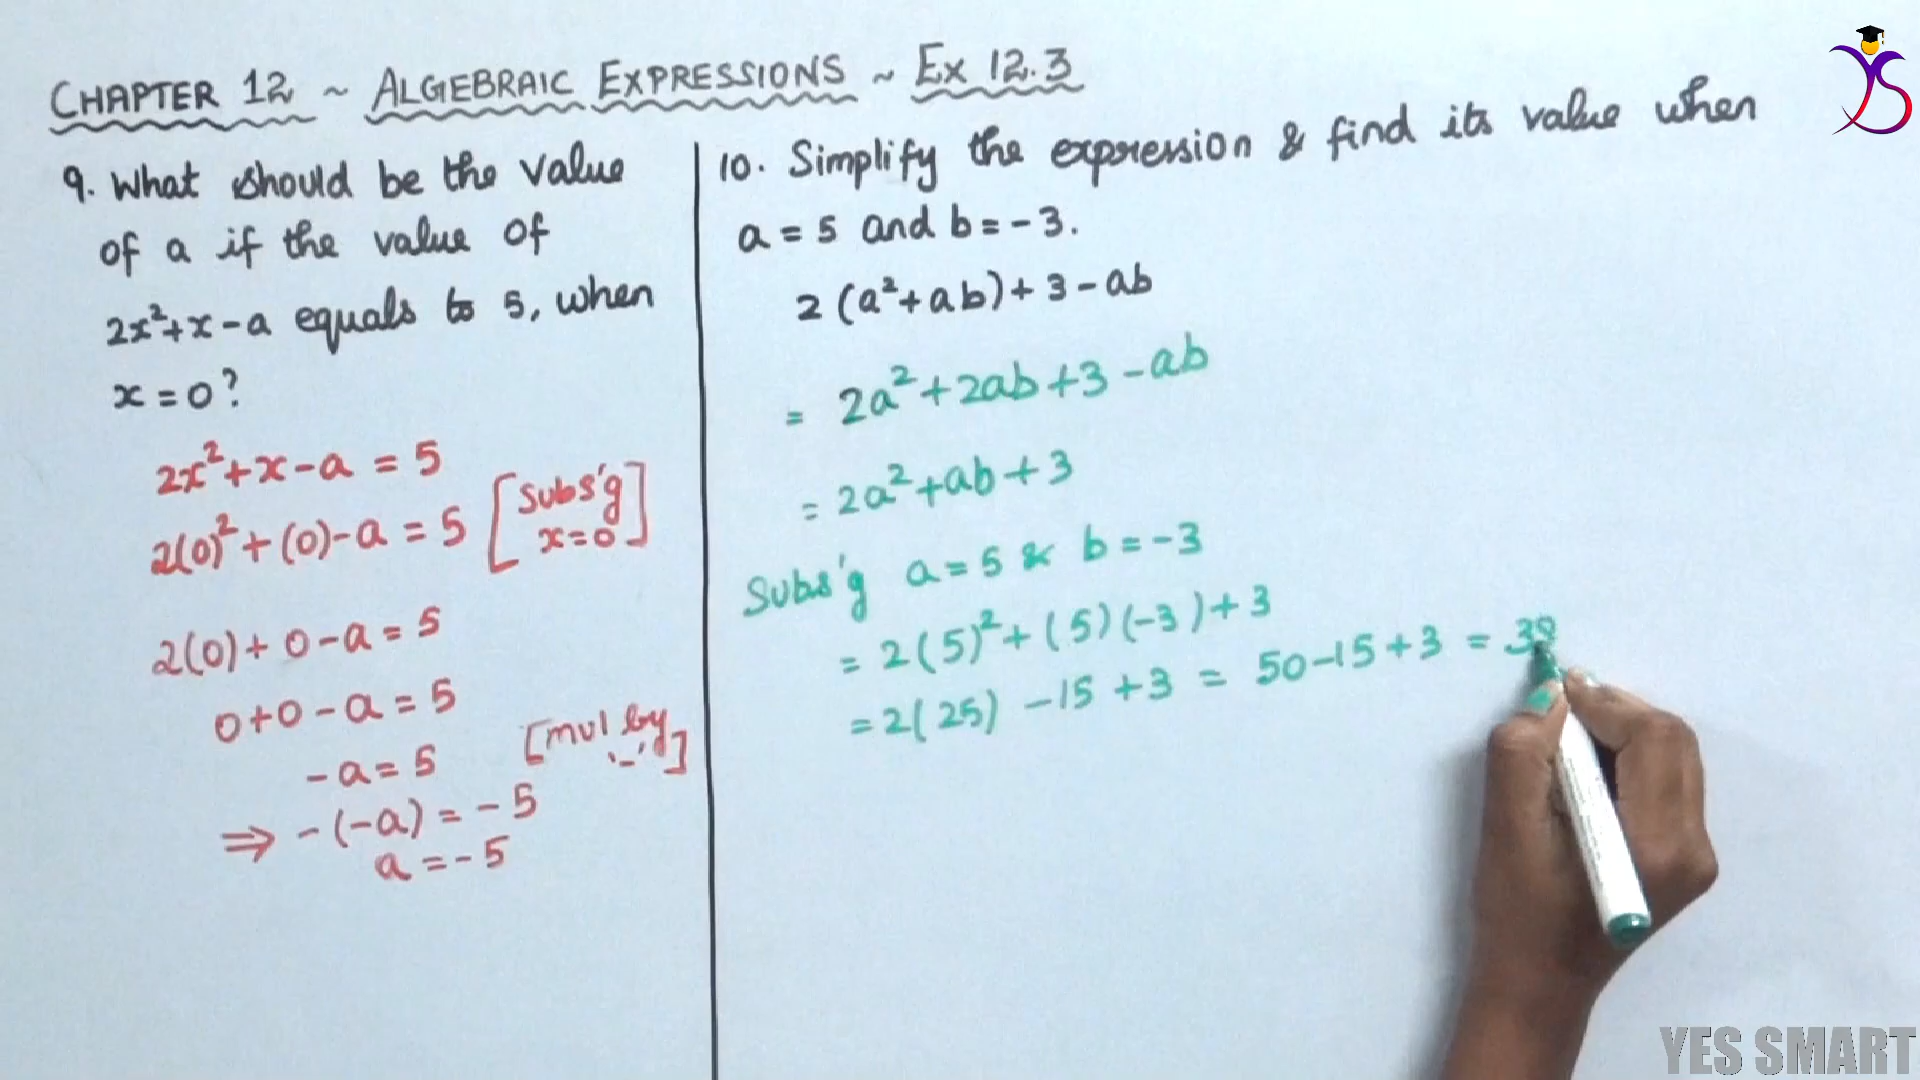 CHAPTER 12 ~ ALGEBRAIC EXPRESSIONS ~ Ex 12.3
9. What should be the value
of a if the value of
2x²+x-a equals to 5, when
x=0?
2x²+x-a = 5
2(0)²+(0)-a = 5 [Subs'g x=0]
2(0)+0-a=5
0+0-a=5
-a=5 [mul by '-']
⇒ -(-a)=-5
a=-5
10. Simplify the expression & find its value when
a=5 and b=-3.
2(a²+ab)+3-ab
= 2a²+2ab+3-ab
= 2a²+ab+3
Subs'g a=5 & b=-3
= 2(5)²+(5)(-3)+3
=2(25) -15+3 = 50-15+3 = 38
YS
YES SMART